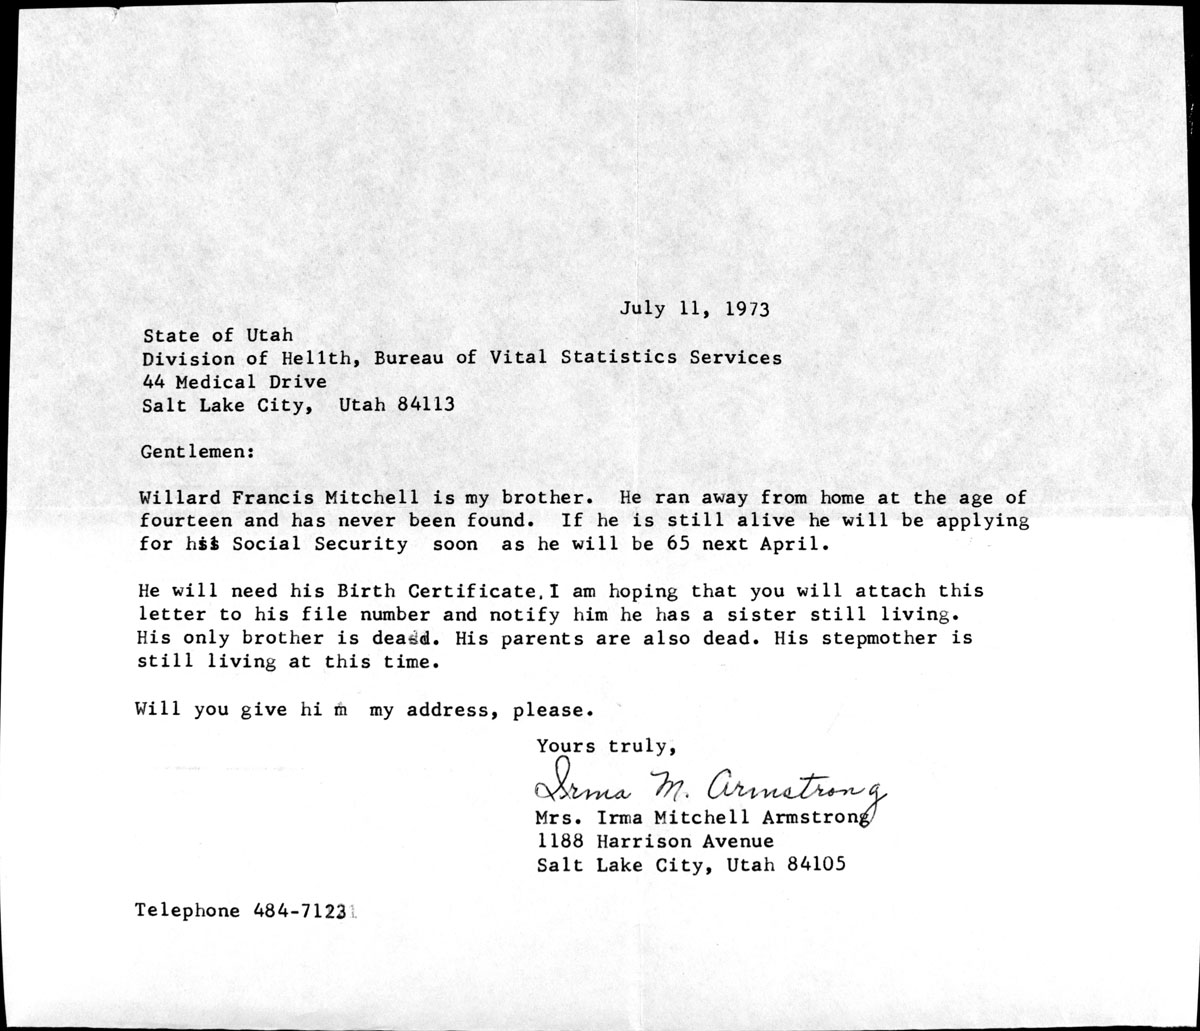 July 11, 1973
State of Utah
Division of Hel1th, Bureau of Vital Statistics Services
44 Medical Drive
Salt Lake City, Utah 84113
Gentlemen:
Willard Francis Mitchell is my brother. He ran away from home at the age of
fourteen and has never been found. If he is still alive he will be applying
for his Social Security soon as he will be 65 next April.
He will need his Birth Certificate. I am hoping that you will attach this
letter to his file number and notify him he has a sister still living.
His only brother is dead. His parents are also dead. His stepmother is
still living at this time.
Will you give hi m my address, please.
Yours truly,
Irma M. Armstrong
Mrs. Irma Mitchell Armstrong
1188 Harrison Avenue
Salt Lake City, Utah 84105
Telephone 484-7123